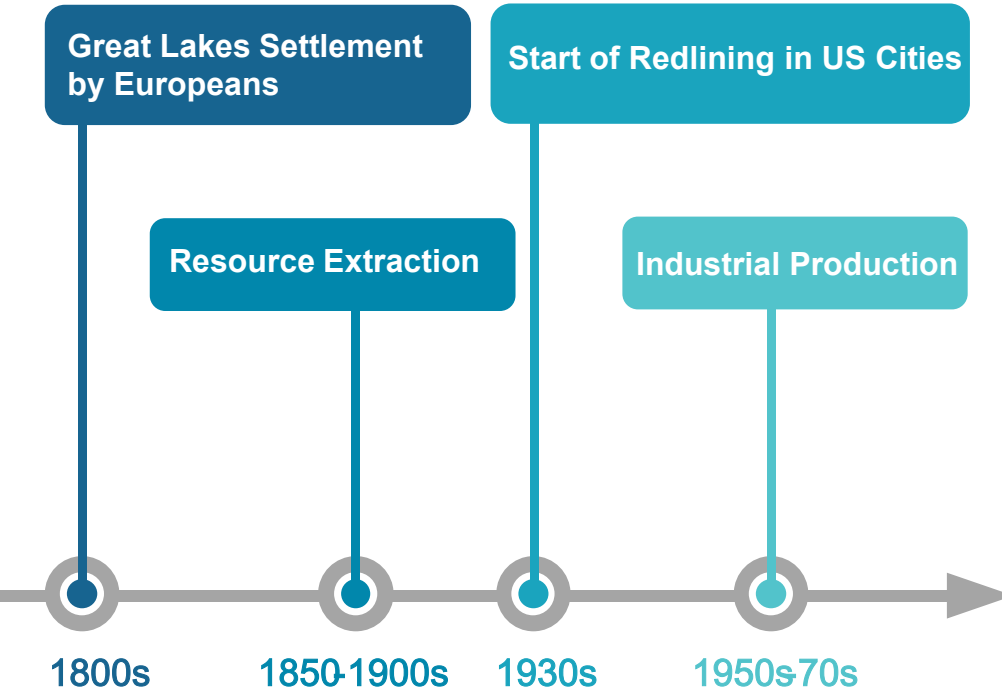 Great Lakes Settlement
by Europeans
Start of Redlining in US Cities
Resource Extraction
Industrial Production
1800s
1850-1900s
1930s
1950s-70s